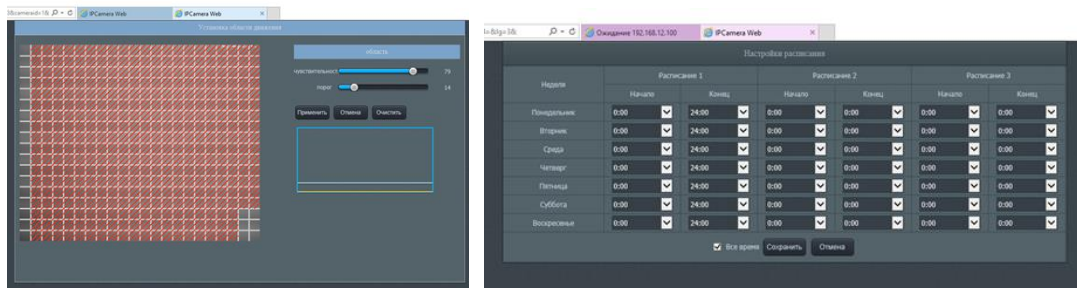 3&cameraid=1&
IPCamera Web
IPCamera Web
Установка области движения
область
чувствительност 79
порог 14
Применить Отмена Очистить
l=&lg=3&
Ожидание 192.168.12.100
IPCamera Web
Настройки расписания
Неделя
Расписание 1 Расписание 2 Расписание 3
Начало Конец Начало Конец Начало Конец
Понедельник 0:00 24:00 0:00 0:00 0:00 0:00
Вторник 0:00 24:00 0:00 0:00 0:00 0:00
Среда 0:00 24:00 0:00 0:00 0:00 0:00
Четверг 0:00 24:00 0:00 0:00 0:00 0:00
Пятница 0:00 24:00 0:00 0:00 0:00 0:00
Суббота 0:00 24:00 0:00 0:00 0:00 0:00
Воскресенье 0:00 24:00 0:00 0:00 0:00 0:00
Все время Сохранить Отмена